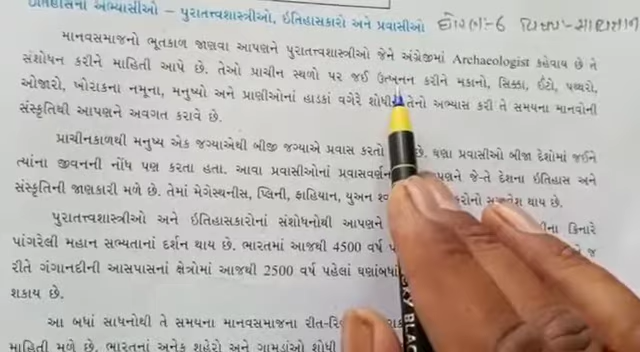 ઇતિહાસના અભ્યાસીઓ – પુરાતત્ત્વશાસ્ત્રીઓ, ઇતિહાસકારો અને પ્રવાસીઓ ધોરણ-6
માનવસમાજનો ભૂતકાળ જાણવા આપણને પુરાતત્ત્વશાસ્ત્રીઓ જેને અંગ્રેજીમાં Archaeologist કહેવાય છે તે
સંશોધન કરીને માહિતી આપે છે. તેઓ પ્રાચીન સ્થળો પર જઈ ઉત્ખનન કરીને મકાનો, સિક્કા, ઈંટો, પથ્થરો,
ઓજારો, ખોરાકના નમૂના, મનુષ્યો અને પ્રાણીઓનાં હાડકાં વગેરે શોધી તેનો અભ્યાસ કરી તે સમયના માનવોની
સંસ્કૃતિથી આપણને અવગત કરાવે છે.
પ્રાચીનકાળથી મનુષ્ય એક જગ્યાએથી બીજી જગ્યાએ પ્રવાસ કરતો છે. ઘણા પ્રવાસીઓ બીજા દેશોમાં જઈને
ત્યાંના જીવનની નોંધ પણ કરતા હતા. આવા પ્રવાસીઓનાં પ્રવાસવર્ણન જે-તે દેશના ઇતિહાસ અને
સંસ્કૃતિની જાણકારી મળે છે. તેમાં મેગેસ્થનીસ, પ્લિની, ફાહિયાન, યુઅન થાય છે.
પુરાતત્ત્વશાસ્ત્રીઓ અને ઇતિહાસકારોનાં સંશોધનોથી આપણને કિનારે
પાંગરેલી મહાન સભ્યતાનાં દર્શન થાય છે. ભારતમાં આજથી 4500 વર્ષ જ
રીતે ગંગાનદીની આસપાસનાં ક્ષેત્રોમાં આજથી 2500 વર્ષ પહેલાં ઘણાંબધાં
શકાય છે.
આ બધાં સાધનોથી તે સમયના માનવસમાજના
માહિતી મળે છે. ભારતનાં અનેક શહેરો અને ગામડાંઓ શોધી